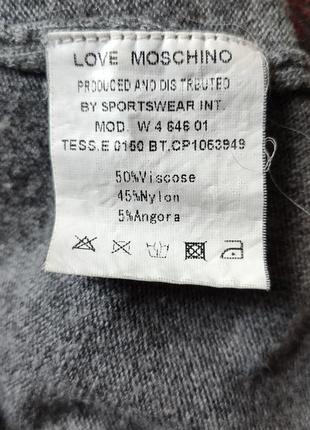 LOVE MOSCHINO
PRODUCED AND DISTRBUTED
BY SPORTSWEAR INT.
MOD. W 4 646 01
TESS.E 0150 BT.CP1063949
50%Viscose
45%Nylon
5%Angora